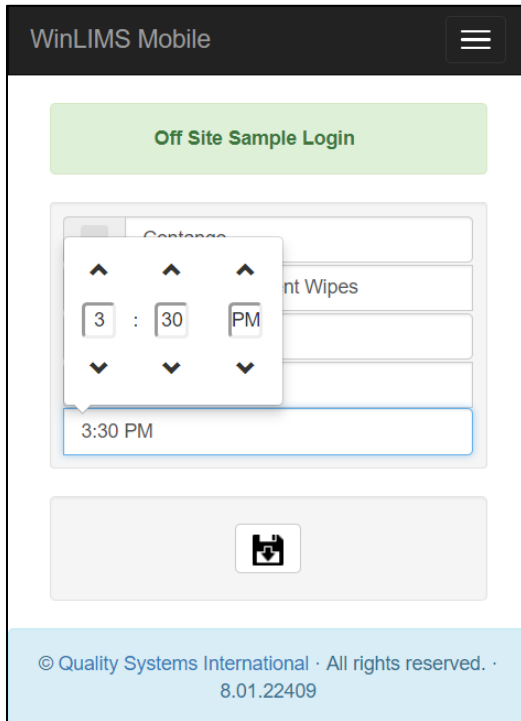 WinLIMS Mobile
Off Site Sample Login
nt Wipes
3 : 30 PM
3:30 PM
© Quality Systems International · All rights reserved. ·
8.01.22409